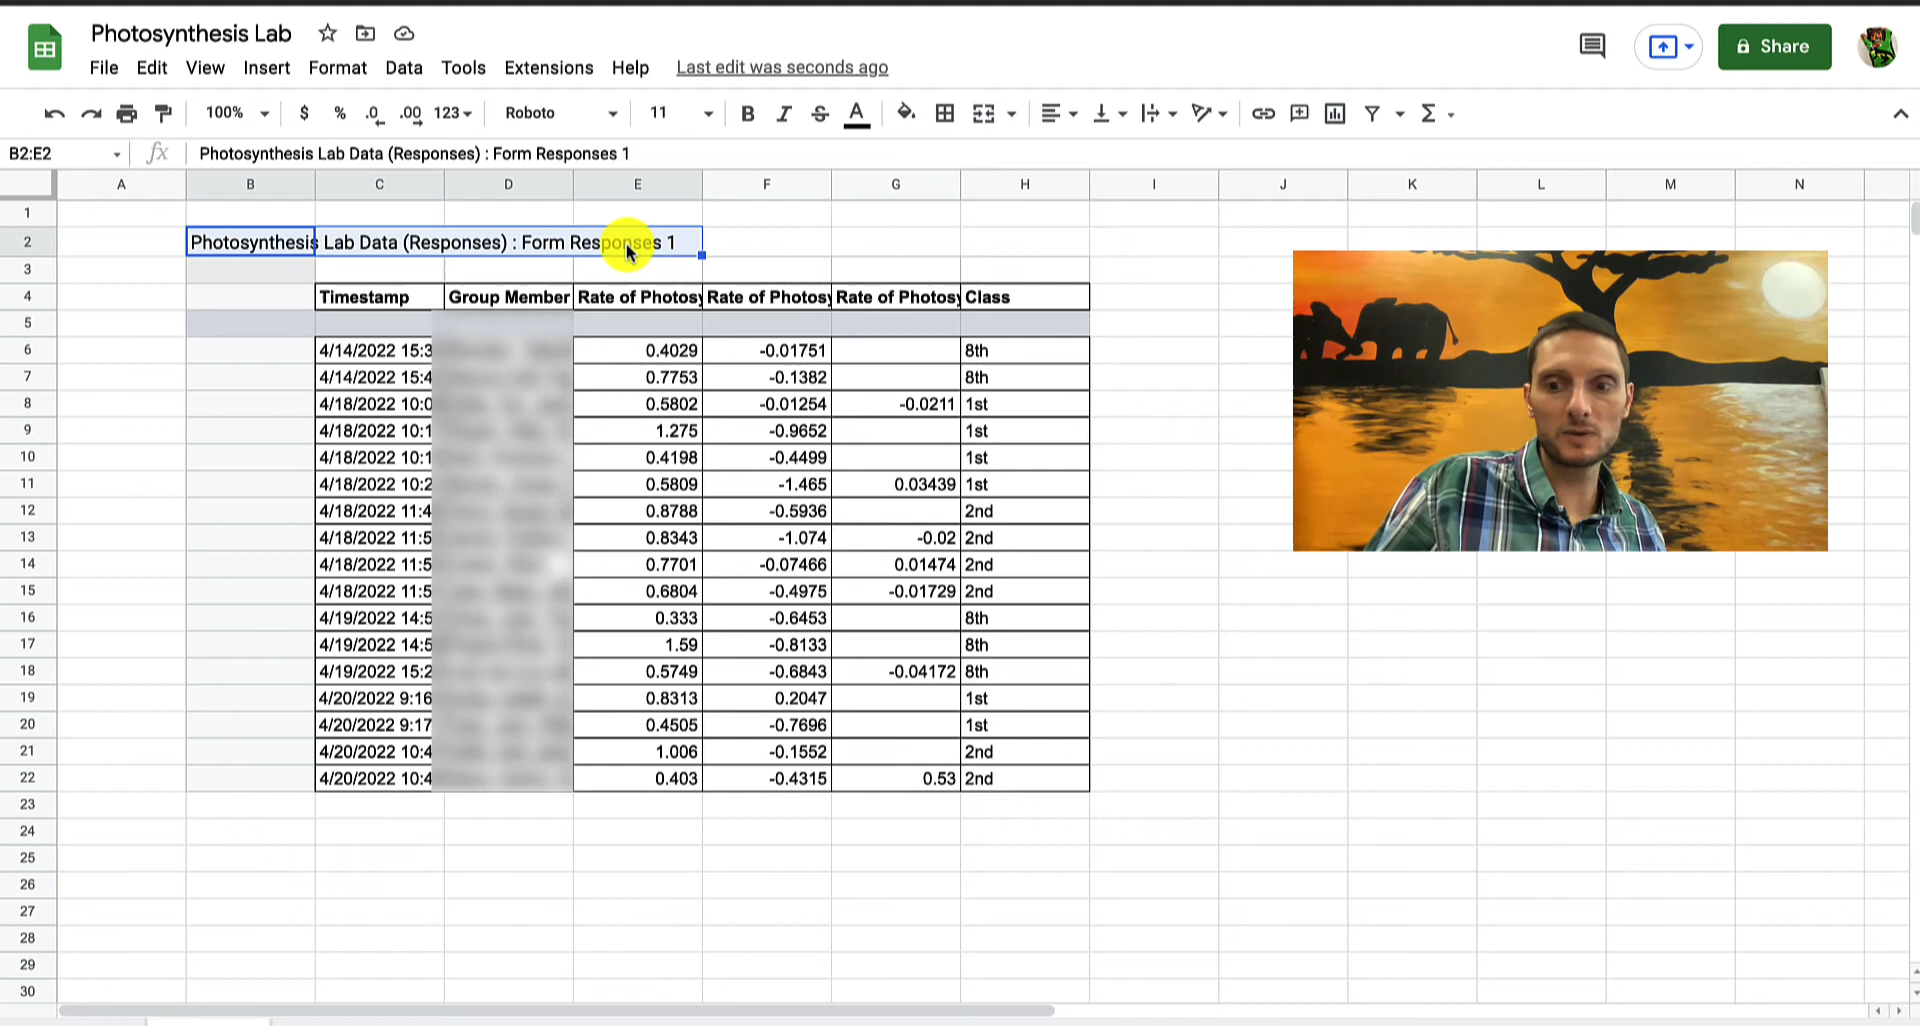 Photosynthesis Lab
File Edit View Insert Format Data Tools Extensions Help Last edit was seconds ago
Share
100% $ % .0 .00 123 Roboto 11 B I S A
B2:E2 fx Photosynthesis Lab Data (Responses) : Form Responses 1
A B C D E F G H I J K L M N
1
2 Photosynthesis Lab Data (Responses) : Form Responses 1
3
4 Timestamp Group Member Rate of Photosy Rate of Photosy Rate of Photosy Class
5
6 4/14/2022 15:3 0.4029 -0.01751 8th
7 4/14/2022 15:4 0.7753 -0.1382 8th
8 4/18/2022 10:0 0.5802 -0.01254 -0.0211 1st
9 4/18/2022 10:1 1.275 -0.9652 1st
10 4/18/2022 10:1 0.4198 -0.4499 1st
11 4/18/2022 10:2 0.5809 -1.465 0.03439 1st
12 4/18/2022 11:4 0.8788 -0.5936 2nd
13 4/18/2022 11:5 0.8343 -1.074 -0.02 2nd
14 4/18/2022 11:5 0.7701 -0.07466 0.01474 2nd
15 4/18/2022 11:5 0.6804 -0.4975 -0.01729 2nd
16 4/19/2022 14:5 0.333 -0.6453 8th
17 4/19/2022 14:5 1.59 -0.8133 8th
18 4/19/2022 15:2 0.5749 -0.6843 -0.04172 8th
19 4/20/2022 9:16 0.8313 0.2047 1st
20 4/20/2022 9:17 0.4505 -0.7696 1st
21 4/20/2022 10:4 1.006 -0.1552 2nd
22 4/20/2022 10:4 0.403 -0.4315 0.53 2nd
23
24
25
26
27
28
29
30